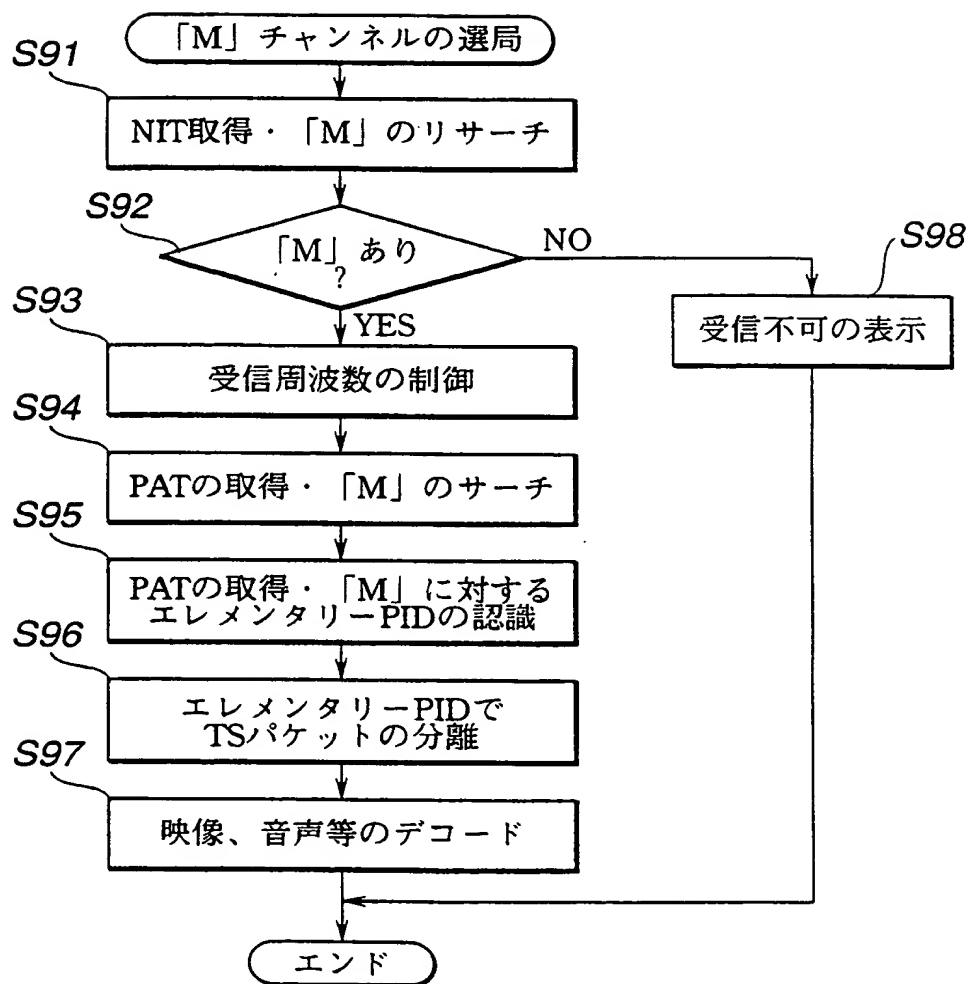 「M」チャンネルの選局
S91
NIT取得・「M」のリサーチ
S92
「M」あり
?
NO
S98
受信不可の表示
YES
S93
受信周波数の制御
S94
PATの取得・「M」のサーチ
S95
PATの取得・「M」に対する
エレメンタリーPIDの認識
S96
エレメンタリーPIDで
TSパケットの分離
S97
映像、音声等のデコード
エンド